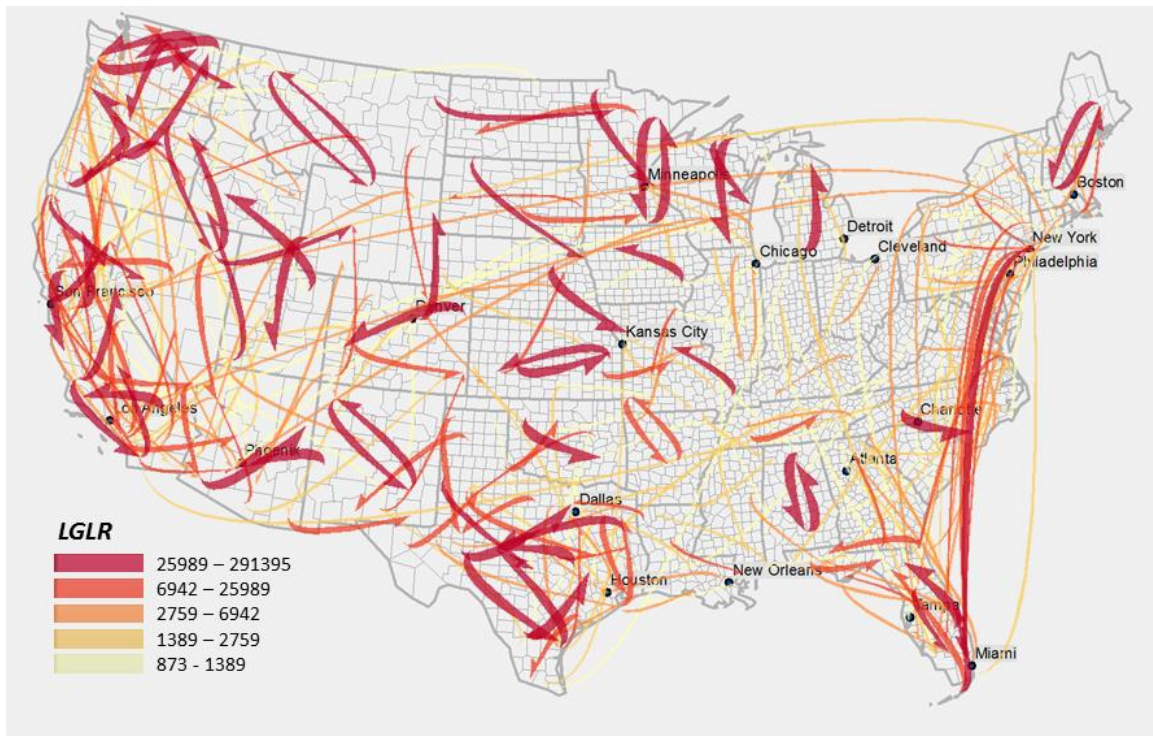 Minneapolis
Boston
Detroit
New York
Chicago
Cleveland
Philadelphia
San Francisco
Denver
Kansas City
Los Angeles
Charlotte
Phoenix
Atlanta
Dallas
LGLR
25989 – 291395
6942 – 25989
2759 – 6942
1389 – 2759
873 - 1389
New Orleans
Houston
Tampa
Miami